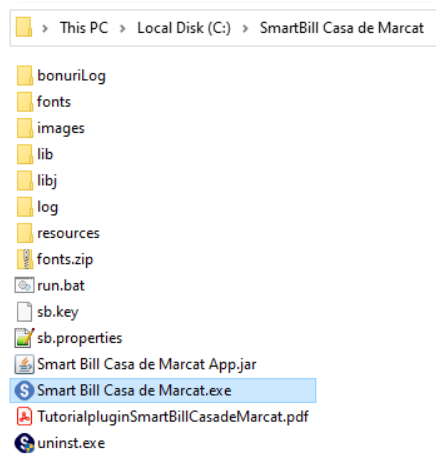 This PC > Local Disk (C:) > SmartBill Casa de Marcat
bonuriLog
fonts
images
lib
libj
log
resources
fonts.zip
run.bat
sb.key
sb.properties
Smart Bill Casa de Marcat App.jar
Smart Bill Casa de Marcat.exe
TutorialpluginSmartBillCasadeMarcat.pdf
uninst.exe